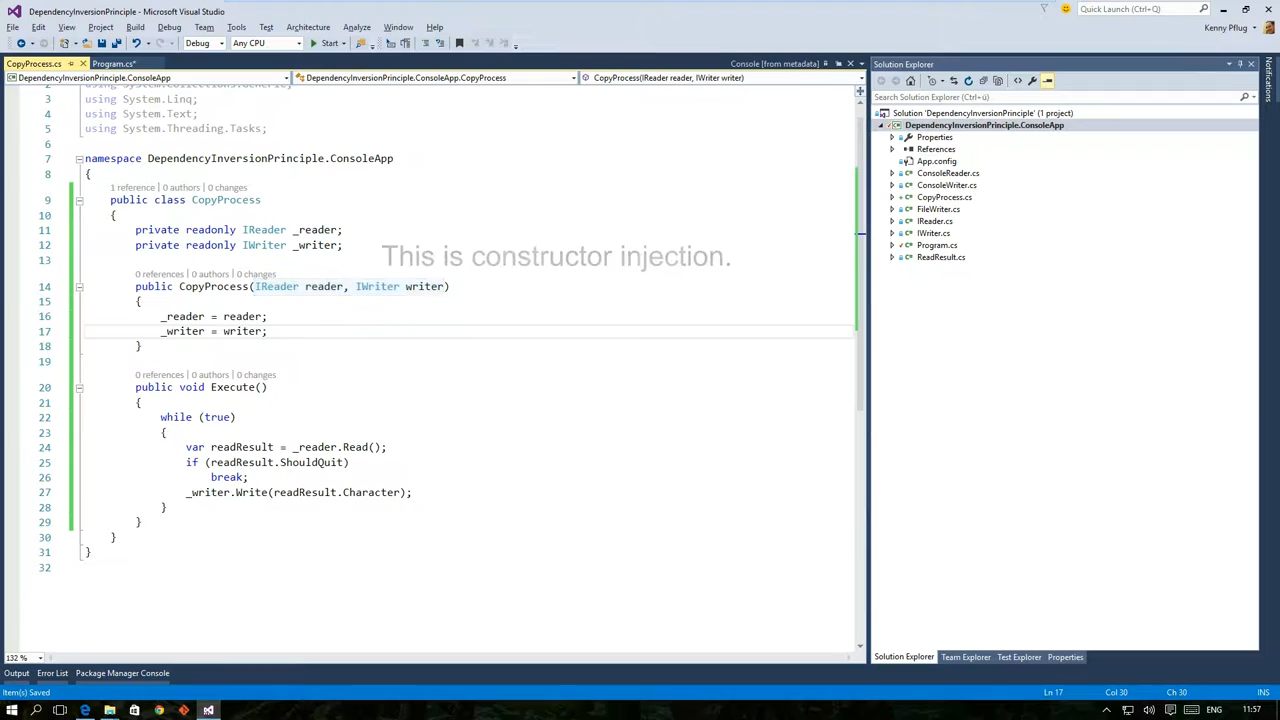 DependencyInversionPrinciple - Microsoft Visual Studio
Quick Launch (Ctrl+Q)
File Edit View Project Build Debug Team Tools Architecture Analyze Window Help
Kenny Pflug
Debug Any CPU Start
CopyProcess.cs Program.cs* Console [from metadata]
DependencyInversionPrinciple.ConsoleApp DependencyInversionPrinciple.ConsoleApp.CopyProcess CopyProcess(IReader reader, IWriter writer)
2 using System.Collections.Generic;
3 using System.Linq;
4 using System.Text;
5 using System.Threading.Tasks;
6
7 namespace DependencyInversionPrinciple.ConsoleApp
8 {
1 reference | 0 authors | 0 changes
9 public class CopyProcess
10 {
11 private readonly IReader _reader;
12 private readonly IWriter _writer;
This is constructor injection.
13
0 references | 0 authors | 0 changes
14 public CopyProcess(IReader reader, IWriter writer)
15 {
16 _reader = reader;
17 _writer = writer;
18 }
19
0 references | 0 authors | 0 changes
20 public void Execute()
21 {
22 while (true)
23 {
24 var readResult = _reader.Read();
25 if (readResult.ShouldQuit)
26 break;
27 _writer.Write(readResult.Character);
28 }
29 }
30 }
31 }
32
132 %
Solution Explorer
Search Solution Explorer (Ctrl+ü)
Solution 'DependencyInversionPrinciple' (1 project)
DependencyInversionPrinciple.ConsoleApp
Properties
References
App.config
ConsoleReader.cs
ConsoleWriter.cs
CopyProcess.cs
FileWriter.cs
IReader.cs
IWriter.cs
Program.cs
ReadResult.cs
Solution Explorer Team Explorer Test Explorer Properties
Notifications
Output Error List Package Manager Console
Item(s) Saved Ln 17 Col 30 Ch 30 INS
ENG 11:57